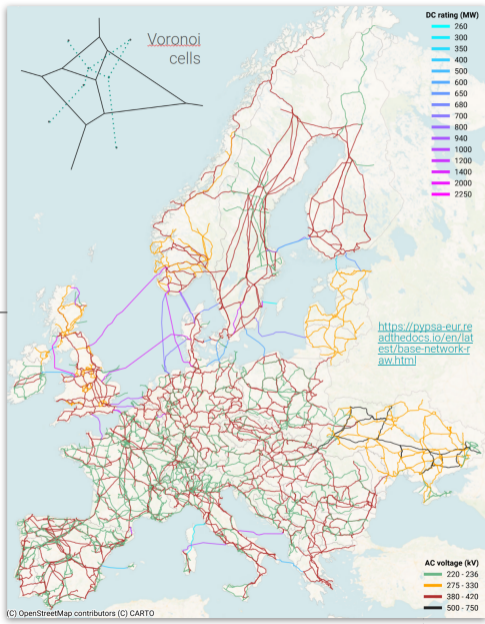 Voronoi
cells
DC rating (MW)
260
300
350
400
500
600
650
680
700
800
940
1000
1200
1400
2000
2250
https://pypsa-eur.re
adthedocs.io/en/lat
est/base-network-r
aw.html
AC voltage (kV)
220 - 236
275 - 330
380 - 420
500 - 750
(C) OpenStreetMap contributors (C) CARTO